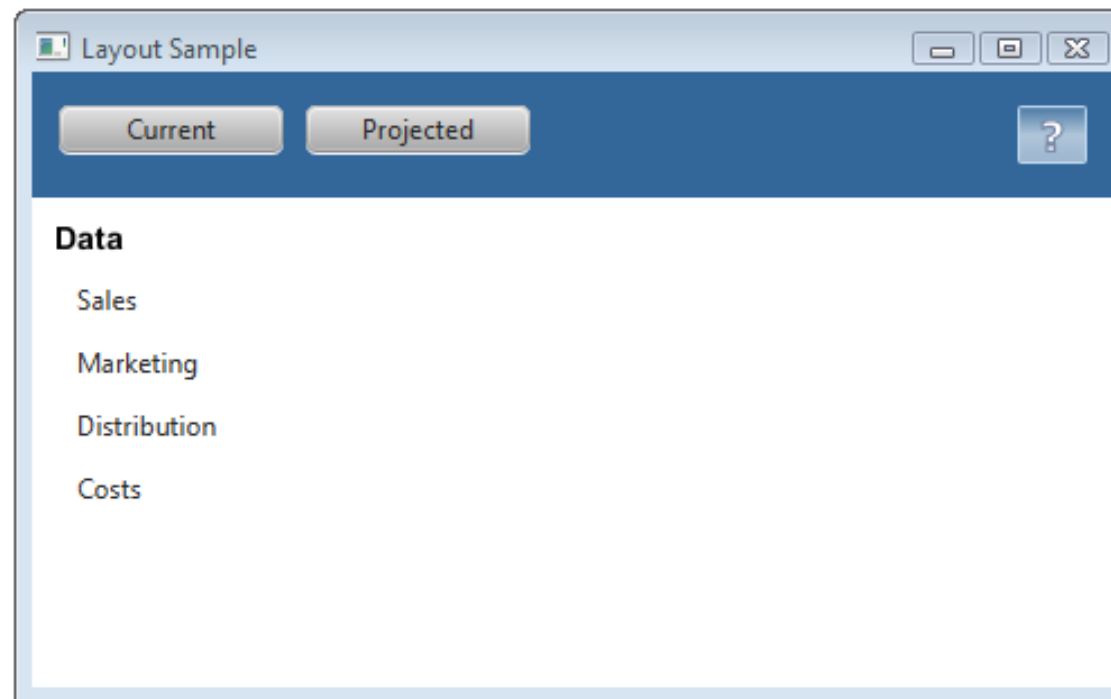 Layout Sample
Current Projected ?
Data
Sales
Marketing
Distribution
Costs